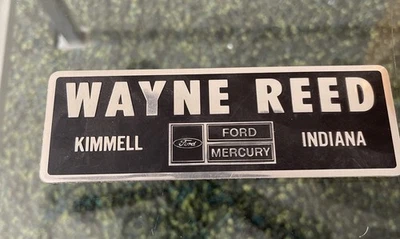 WAYNE REED
KIMMELL
Ford
FORD
MERCURY
INDIANA